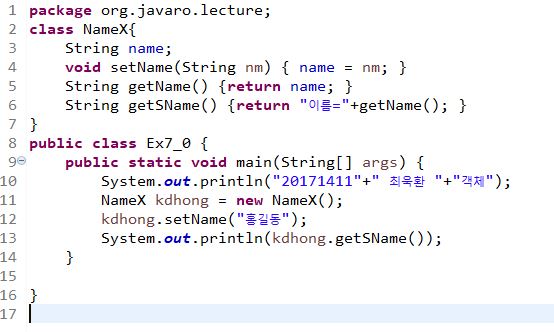 1 package org.javaro.lecture;
2 class NameX{
3     String name;
4     void setName(String nm) { name = nm; }
5     String getName() {return name; }
6     String getSName() {return "이름="+getName(); }
7 }
8 public class Ex7_0 {
9     public static void main(String[] args) {
10         System.out.println("20171411"+" 최욱환 "+"객체");
11         NameX kdhong = new NameX();
12         kdhong.setName("홍길동");
13         System.out.println(kdhong.getSName());
14     }
15
16 }
17